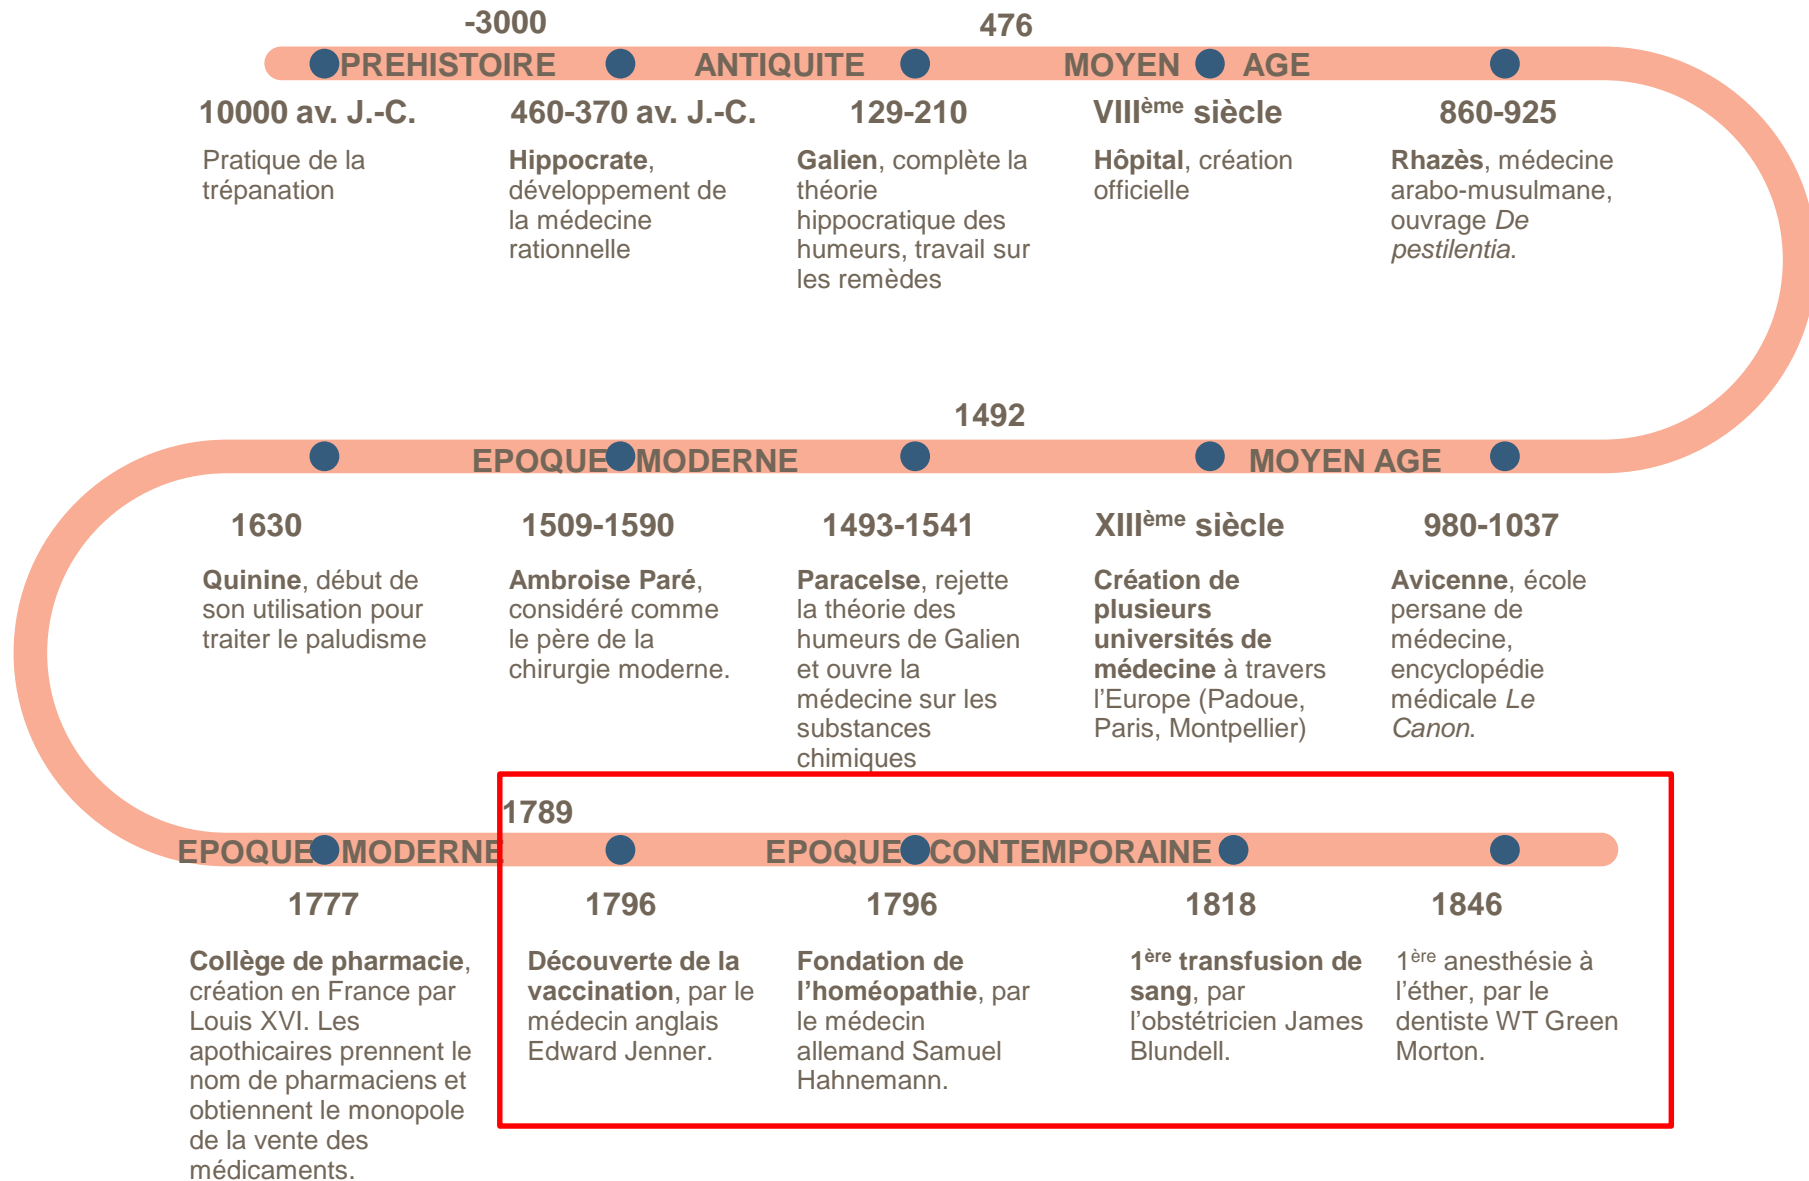 -3000
476
PREHISTOIRE
ANTIQUITE
MOYEN AGE
10000 av. J.-C.
Pratique de la
trépanation
460-370 av. J.-C.
Hippocrate,
développement de
la médecine
rationnelle
129-210
Galien, complète la
théorie
hippocratique des
humeurs, travail sur
les remèdes
VIIIème siècle
Hôpital, création
officielle
860-925
Rhazès, médecine
arabo-musulmane,
ouvrage De
pestilentia.
1492
EPOQUE MODERNE
MOYEN AGE
1630
Quinine, début de
son utilisation pour
traiter le paludisme
1509-1590
Ambroise Paré,
considéré comme
le père de la
chirurgie moderne.
1493-1541
Paracelse, rejette
la théorie des
humeurs de Galien
et ouvre la
médecine sur les
substances
chimiques
XIIIème siècle
Création de
plusieurs
universités de
médecine à travers
l’Europe (Padoue,
Paris, Montpellier)
980-1037
Avicenne, école
persane de
médecine,
encyclopédie
médicale Le
Canon.
1789
EPOQUE MODERNE
EPOQUE CONTEMPORAINE
1777
Collège de pharmacie,
création en France par
Louis XVI. Les
apothicaires prennent le
nom de pharmaciens et
obtiennent le monopole
de la vente des
médicaments.
1796
Découverte de la
vaccination, par le
médecin anglais
Edward Jenner.
1796
Fondation de
l’homéopathie, par
le médecin
allemand Samuel
Hahnemann.
1818
1ère transfusion de
sang, par
l’obstétricien James
Blundell.
1846
1ère anesthésie à
l’éther, par le
dentiste WT Green
Morton.